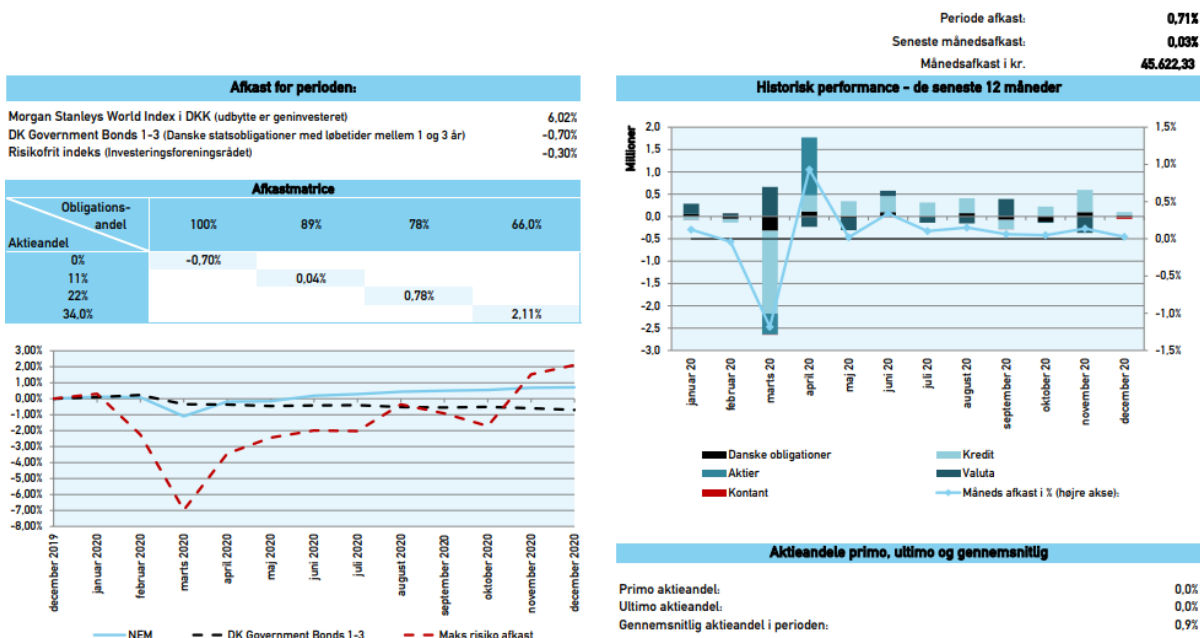 Periode afkast: 0,71%
Seneste månedsafkast: 0,03%
Månedsafkast i kr. 45.622,33
Afkast for perioden:
Morgan Stanleys World Index i DKK (udbytte er geninvesteret) 6,02%
DK Government Bonds 1-3 (Danske statsobligationer med løbetider mellem 1 og 3 år) -0,70%
Risikofrit indeks (Investeringsforeningsrådet) -0,30%
Afkastmatrice
Obligations-
andel 100% 89% 78% 66,0%
Aktieandel
0% -0,70%
11% 0,04%
22% 0,78%
34,0% 2,11%
3,00%
2,00%
1,00%
0,00%
-1,00%
-2,00%
-3,00%
-4,00%
-5,00%
-6,00%
-7,00%
-8,00%
december 2019
januar 2020
februar 2020
marts 2020
april 2020
maj 2020
juni 2020
juli 2020
august 2020
september 2020
oktober 2020
november 2020
december 2020
NEM DK Government Bonds 1-3 Maks risiko afkast
Historisk performance - de seneste 12 måneder
Millioner
2,0 1,5%
1,5
1,0 1,0%
0,5 0,5%
0,0
-0,5 0,0%
-1,0 -0,5%
-1,5
-2,0 -1,0%
-2,5
-3,0 -1,5%
januar 20
februar 20
marts 20
april 20
maj 20
juni 20
juli 20
august 20
september 20
oktober 20
november 20
december 20
Danske obligationer Kredit
Aktier Valuta
Kontant Måneds afkast i % (højre akse):
Aktieandele primo, ultimo og gennemsnitlig
Primo aktieandel: 0,0%
Ultimo aktieandel: 0,0%
Gennemsnitlig aktieandel i perioden: 0,9%